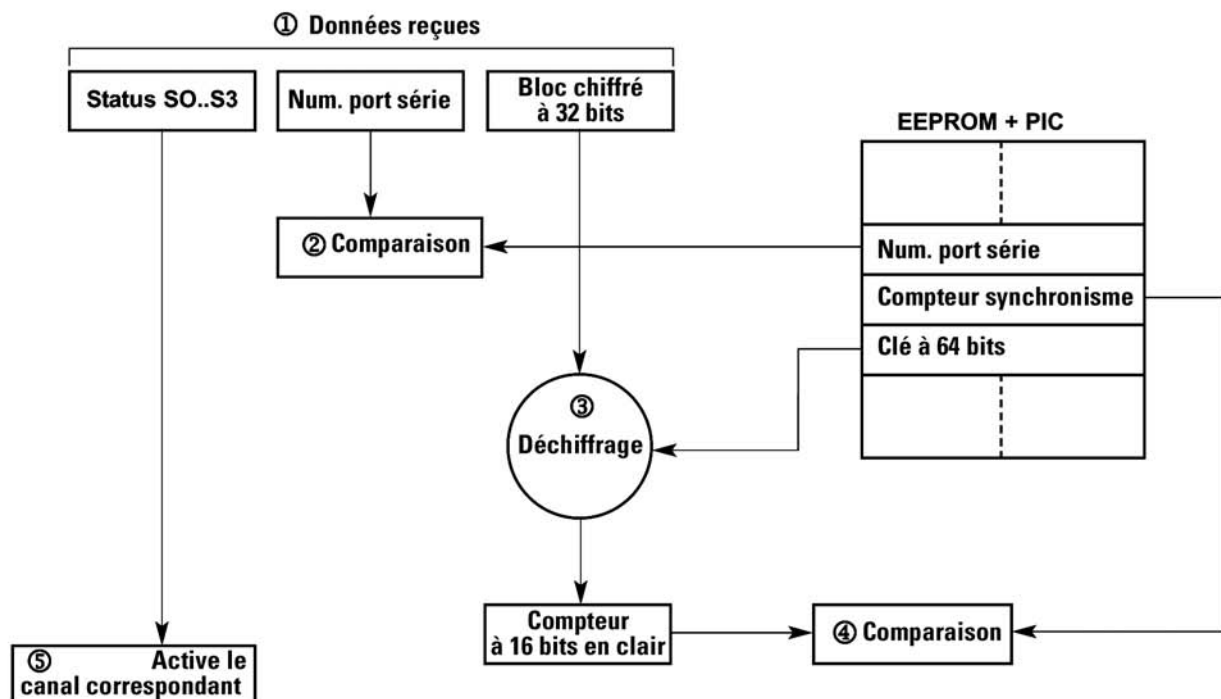 ① Données reçues
Status SO..S3
Num. port série
Bloc chiffré
à 32 bits
EEPROM + PIC
② Comparaison
Num. port série
Compteur synchronisme
Clé à 64 bits
③
Déchiffrage
Compteur
à 16 bits en clair
④ Comparaison
⑤ Active le
canal correspondant